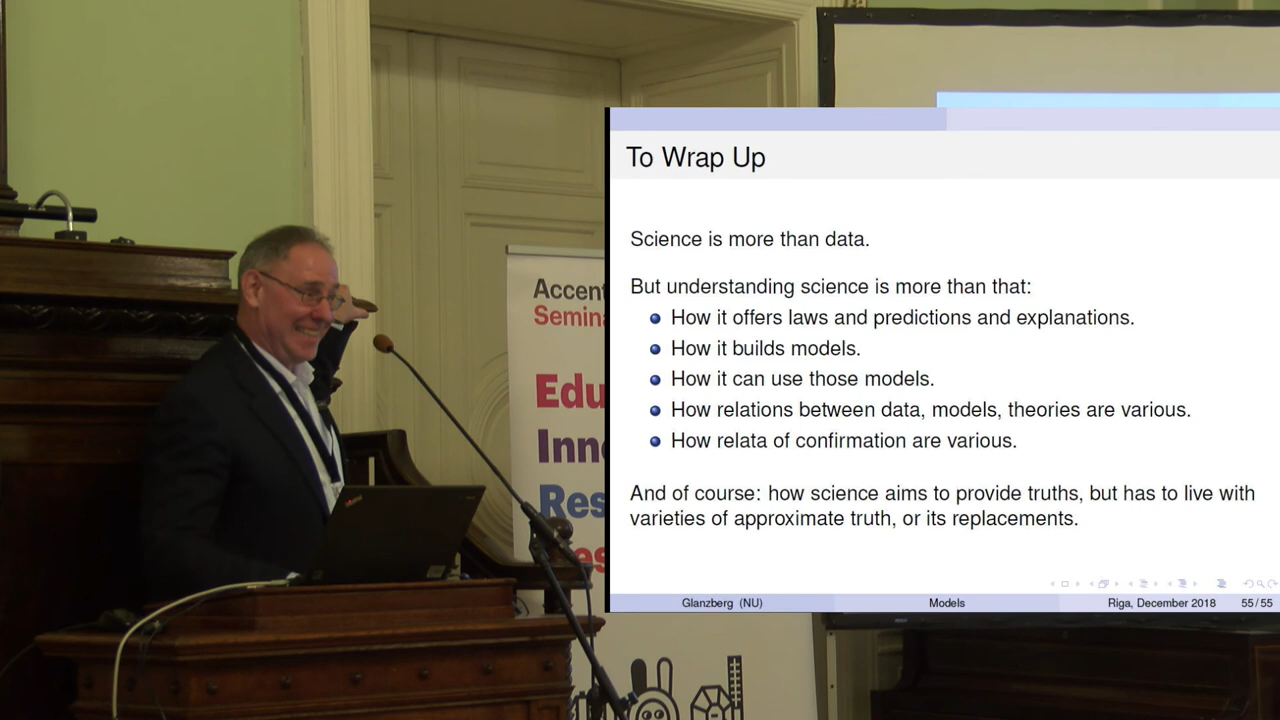 To Wrap Up
Science is more than data.
But understanding science is more than that:
How it offers laws and predictions and explanations.
How it builds models.
How it can use those models.
How relations between data, models, theories are various.
How relata of confirmation are various.
And of course: how science aims to provide truths, but has to live with
varieties of approximate truth, or its replacements.
Glanzberg (NU) Models Riga, December 2018 55/55
Accent
Semina
Edu
Inno
Res